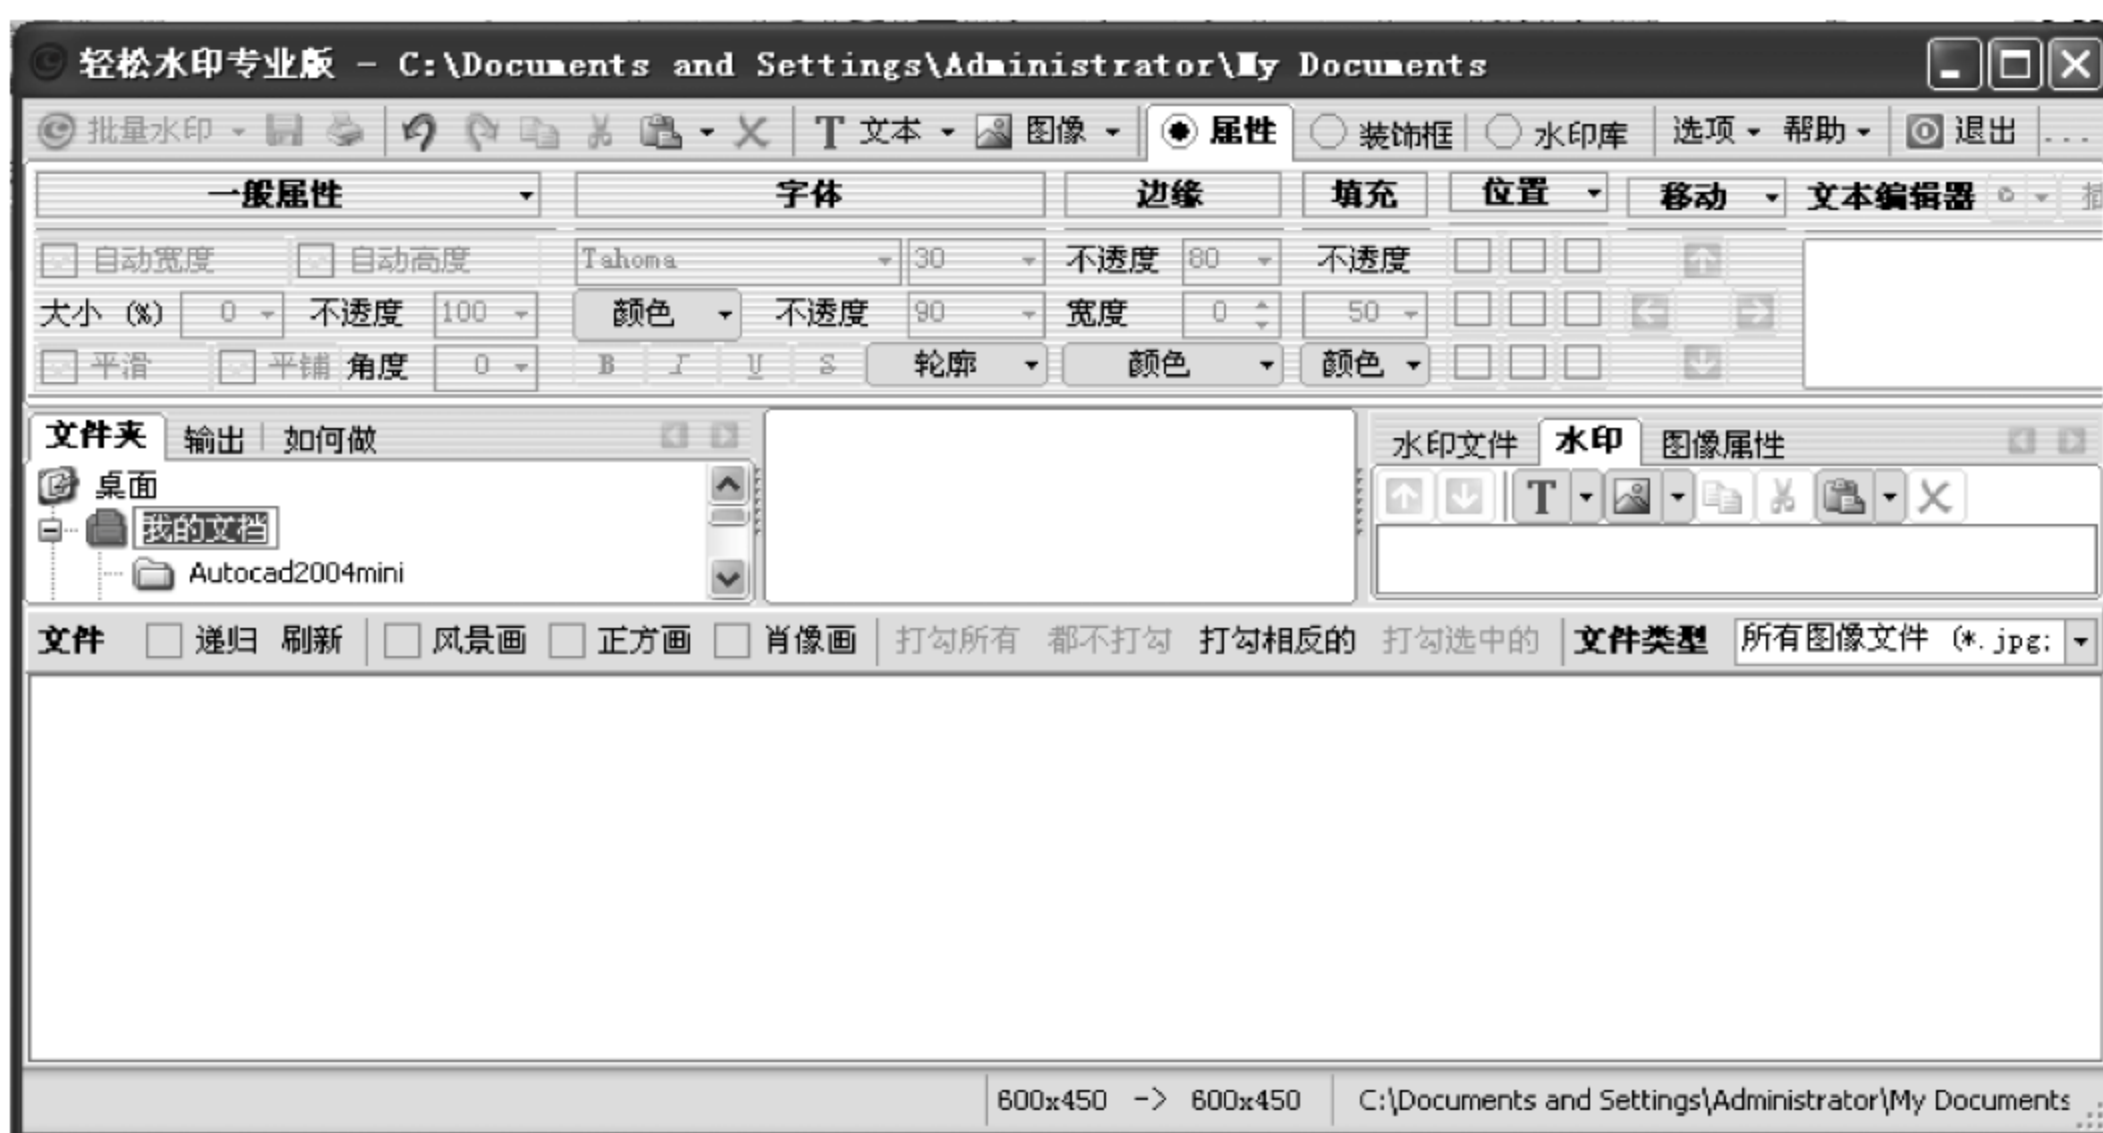 轻松水印专业版 - C:\Documents and Settings\Administrator\My Documents
批量水印 T 文本 图像 属性 装饰框 水印库 选项 帮助 退出 ...
一般属性 字体 边缘 填充 位置 移动 文本编辑器
自动宽度 自动高度 Tahoma 30 不透度 80 不透度
大小 (%) 0 不透度 100 颜色 不透度 90 宽度 0 50
平滑 平铺 角度 0 B I U S 轮廓 颜色 颜色
文件夹 输出 如何做 水印文件 水印 图像属性
桌面 T
我的文档
Autocad2004mini
文件 递归 刷新 风景画 正方画 肖像画 打勾所有 都不打勾 打勾相反的 打勾选中的 文件类型 所有图像文件 (*.jpg;
600x450 -> 600x450 C:\Documents and Settings\Administrator\My Documents